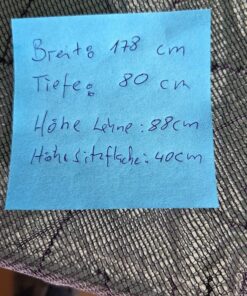 Breite: 178 cm
Tiefe: 80 cm
Höhe Lehne: 88cm
Höhe Sitzfläche: 40cm